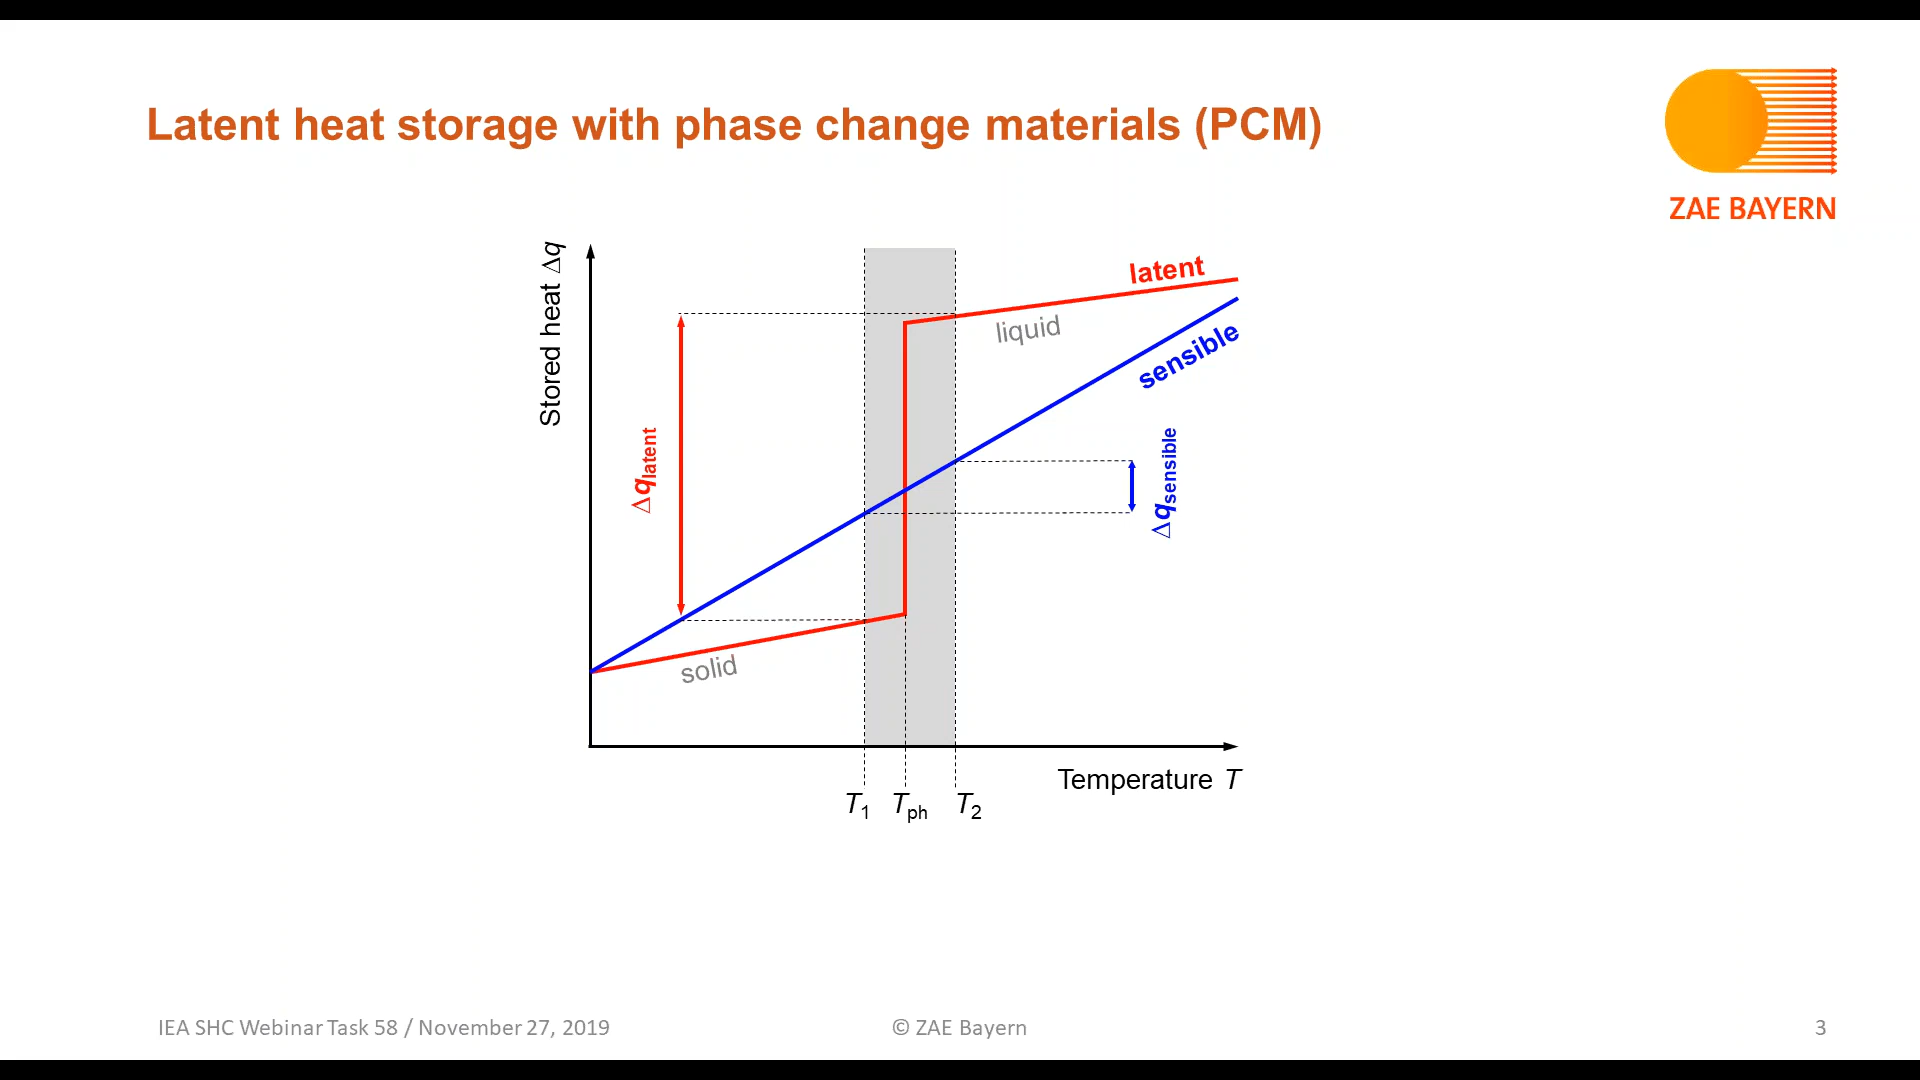 Latent heat storage with phase change materials (PCM)
ZAE BAYERN
Stored heat Δq
latent
liquid
sensible
Δqlatent
Δqsensible
solid
Temperature T
T1 Tph T2
IEA SHC Webinar Task 58 / November 27, 2019
© ZAE Bayern
3